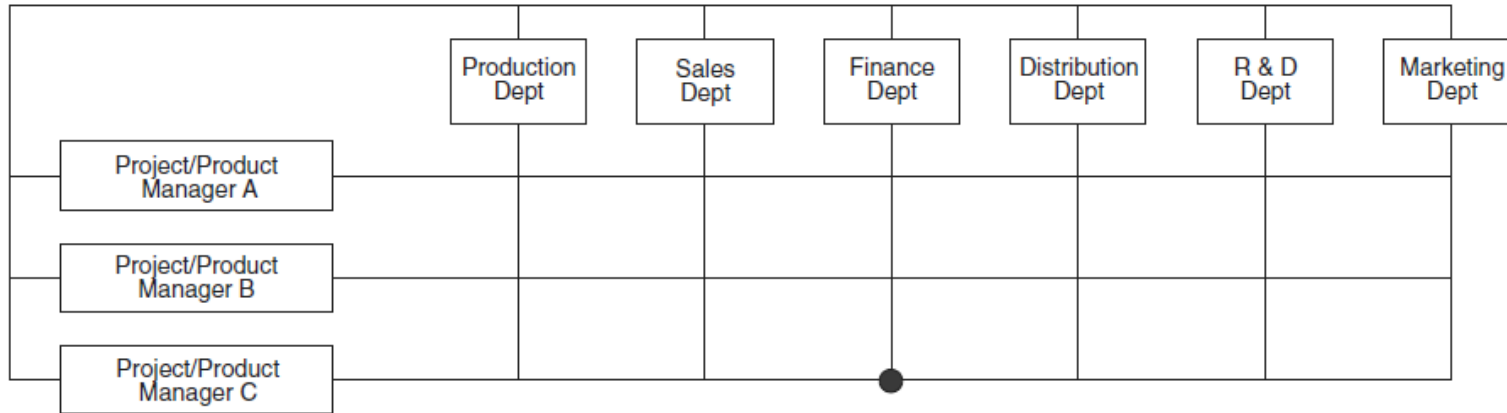 Production
Dept
Sales
Dept
Finance
Dept
Distribution
Dept
R & D
Dept
Marketing
Dept
Project/Product
Manager A
Project/Product
Manager B
Project/Product
Manager C